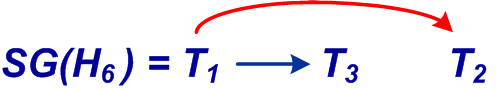 SG(H₆) = T₁ → T₃ T₂